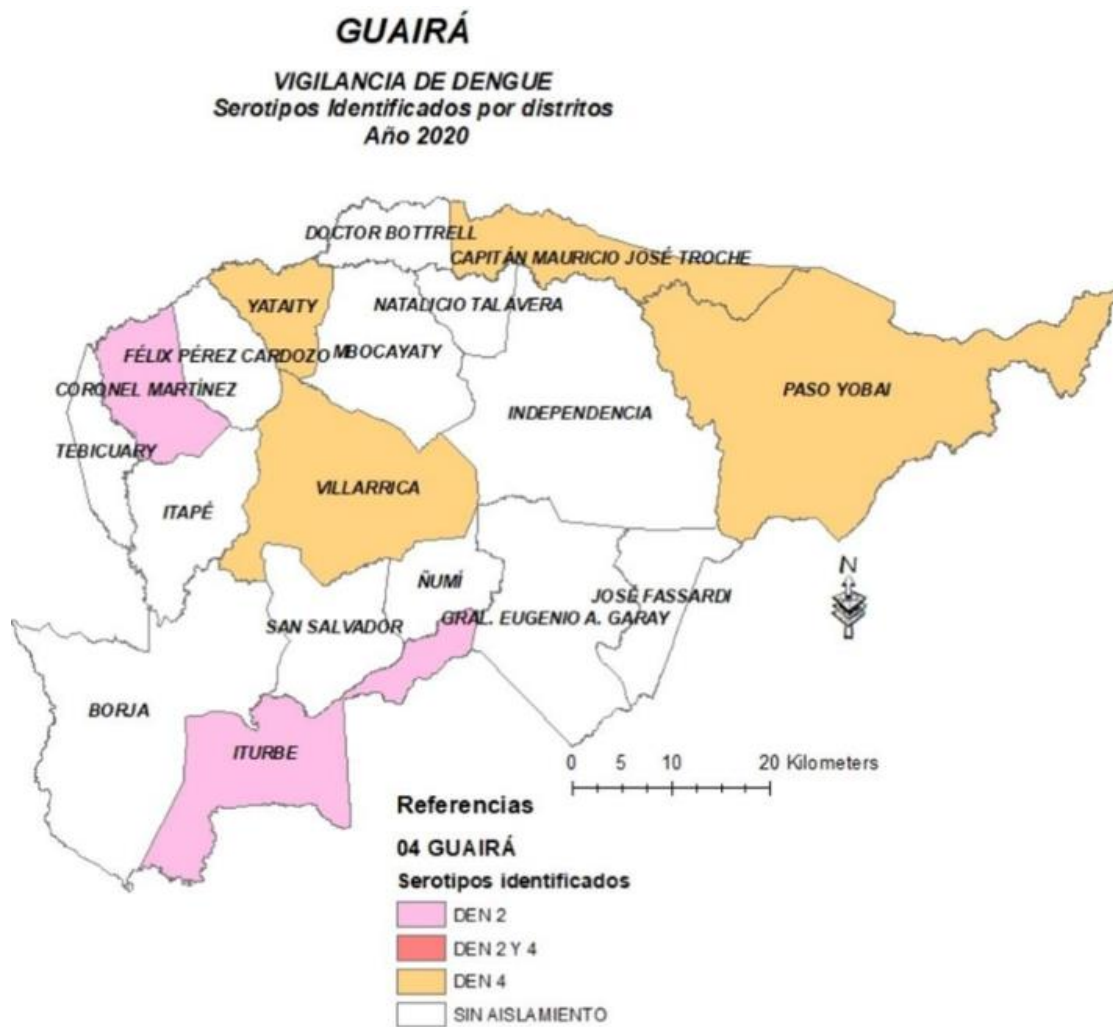 GUAIRÁ
VIGILANCIA DE DENGUE
Serotipos Identificados por distritos
Año 2020
DOCTOR BOTTRELL
CAPITÁN MAURICIO JOSÉ TROCHE
YATAITY
NATALICIO TALAVERA
FÉLIX PÉREZ CARDOZO
MBOCAYATY
CORONEL MARTÍNEZ
PASO YOBAI
INDEPENDENCIA
TEBICUARY
VILLARRICA
ITAPÉ
N
ÑUMÍ
JOSÉ FASSARDI
SAN SALVADOR
GRAL. EUGENIO A. GARAY
BORJA
ITURBE
0 5 10 20 Kilometers
Referencias
04 GUAIRÁ
Serotipos identificados
DEN 2
DEN 2 Y 4
DEN 4
SIN AISLAMIENTO